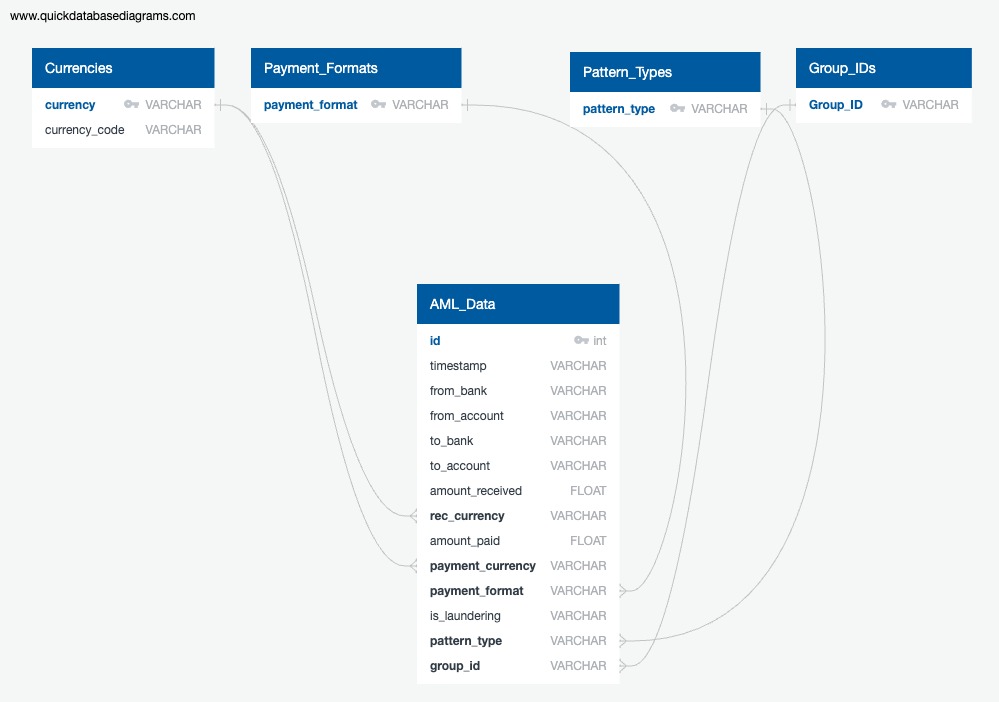 www.quickdatabasediagrams.com
Currencies
currency VARCHAR
currency_code VARCHAR
Payment_Formats
payment_format VARCHAR
Pattern_Types
pattern_type VARCHAR
Group_IDs
Group_ID VARCHAR
AML_Data
id int
timestamp VARCHAR
from_bank VARCHAR
from_account VARCHAR
to_bank VARCHAR
to_account VARCHAR
amount_received FLOAT
rec_currency VARCHAR
amount_paid FLOAT
payment_currency VARCHAR
payment_format VARCHAR
is_laundering VARCHAR
pattern_type VARCHAR
group_id VARCHAR